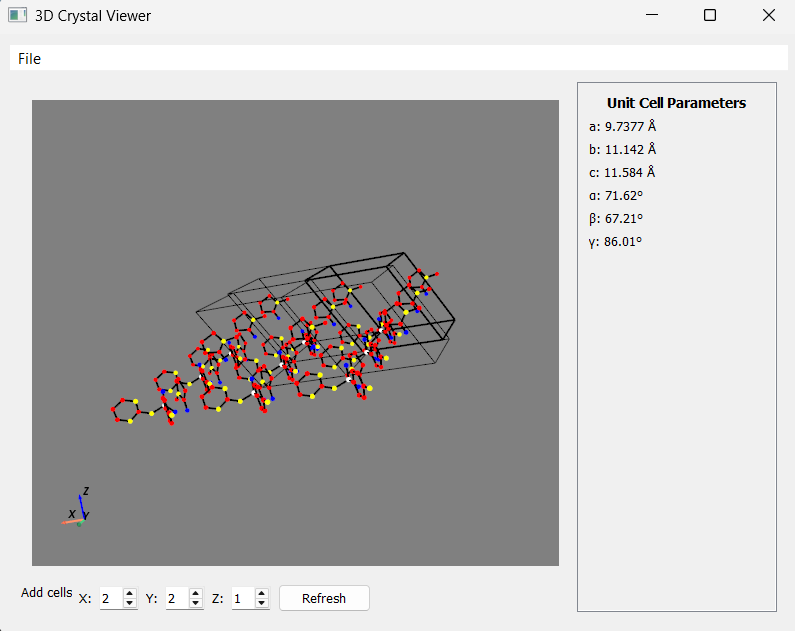 3D Crystal Viewer
File
Unit Cell Parameters
a: 9.7377 Å
b: 11.142 Å
c: 11.584 Å
α: 71.62°
β: 67.21°
γ: 86.01°
Z
X Y
Add cells X: 2 Y: 2 Z: 1 Refresh